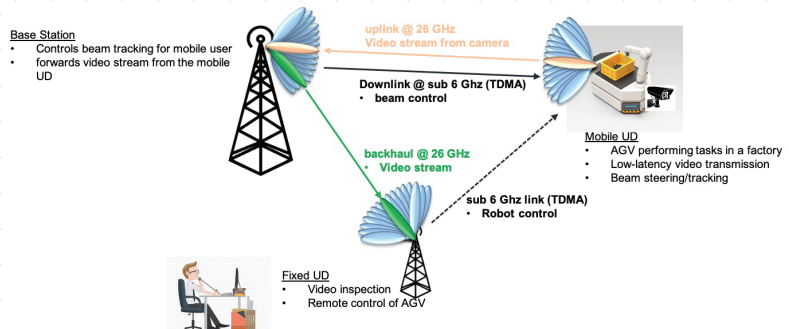 Base Station
• Controls beam tracking for mobile user
• forwards video stream from the mobile
UD
uplink @ 26 GHz
Video stream from camera
Downlink @ sub 6 Ghz (TDMA)
• beam control
Mobile UD
• AGV performing tasks in a factory
• Low-latency video transmission
• Beam steering/tracking
backhaul @ 26 GHz
• Video stream
sub 6 Ghz link (TDMA)
• Robot control
Fixed UD
• Video inspection
• Remote control of AGV